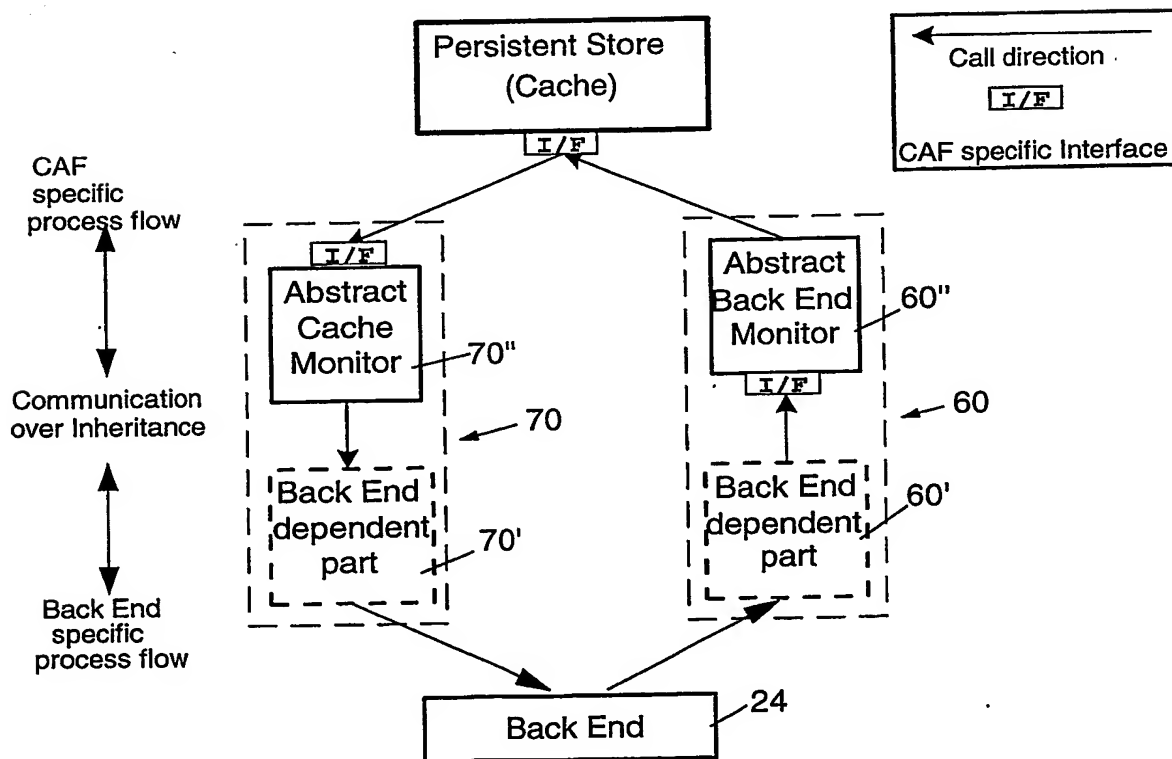 Persistent Store
(Cache)
I/F
Call direction
I/F
CAF specific Interface
CAF
specific
process flow
I/F
Abstract
Cache
Monitor
70"
Abstract
Back End
Monitor
60"
I/F
Communication
over Inheritance
70
60
Back End
dependent
part
70'
Back End
dependent
part
60'
Back End
specific
process flow
Back End
24